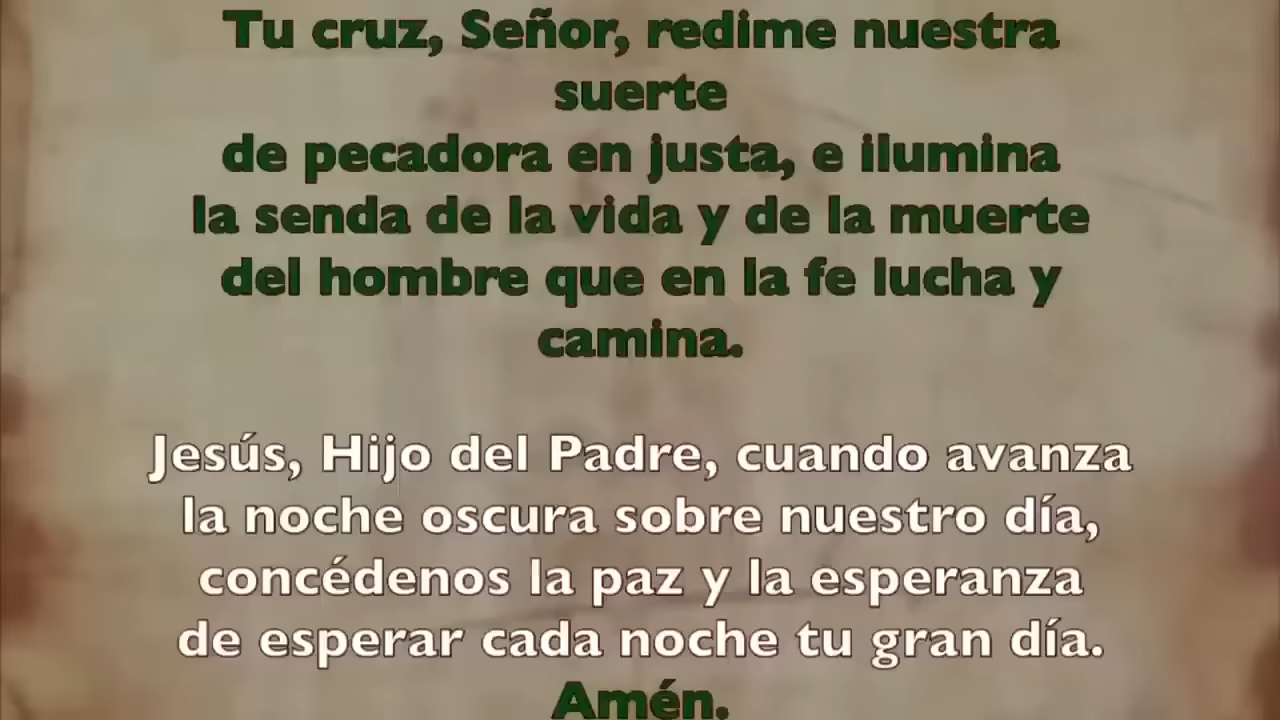 Tu cruz, Señor, redime nuestra
suerte
de pecadora en justa, e ilumina
la senda de la vida y de la muerte
del hombre que en la fe lucha y
camina.
Jesús, Hijo del Padre, cuando avanza
la noche oscura sobre nuestro día,
concédenos la paz y la esperanza
de esperar cada noche tu gran día.
Amén.